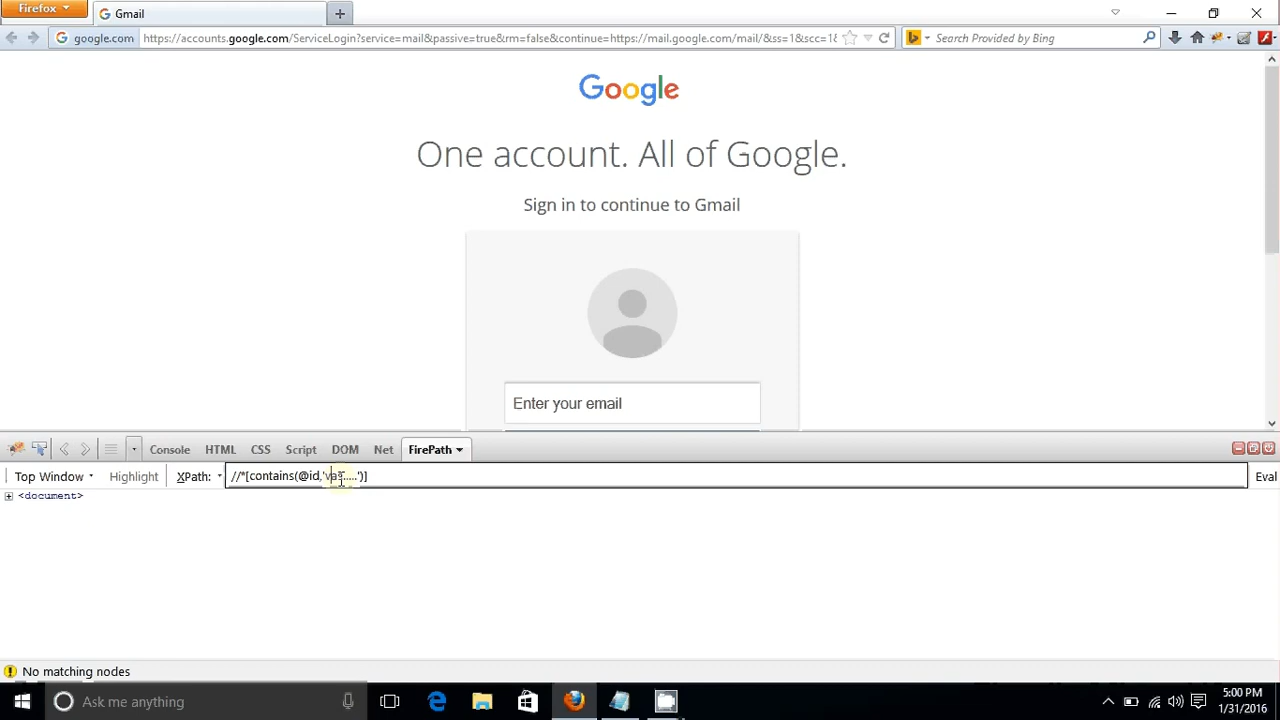 Firefox
Gmail
google.com
https://accounts.google.com/ServiceLogin?service=mail&passive=true&rm=false&continue=https://mail.google.com/mail/&ss=1&scc=1&
Search Provided by Bing
Google
One account. All of Google.
Sign in to continue to Gmail
Enter your email
Console HTML CSS Script DOM Net FirePath
Top Window Highlight XPath: //*[contains(@id, Eval
<document>
No matching nodes
Ask me anything
5:00 PM
1/31/2016